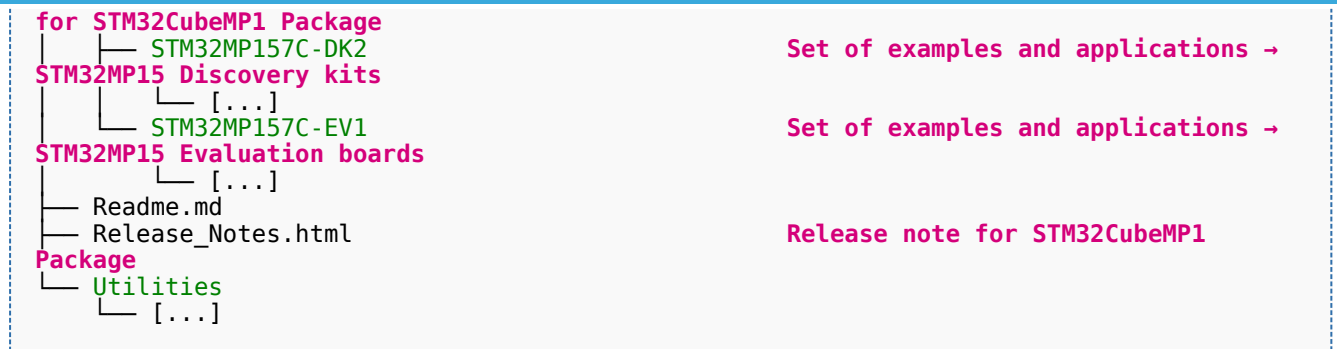 for STM32CubeMP1 Package
│   ├── STM32MP157C-DK2                             Set of examples and applications →
STM32MP15 Discovery kits
│   │   └── [...]
│   └── STM32MP157C-EV1                             Set of examples and applications →
STM32MP15 Evaluation boards
│       └── [...]
├── Readme.md
├── Release_Notes.html                              Release note for STM32CubeMP1
Package
└── Utilities
    └── [...]